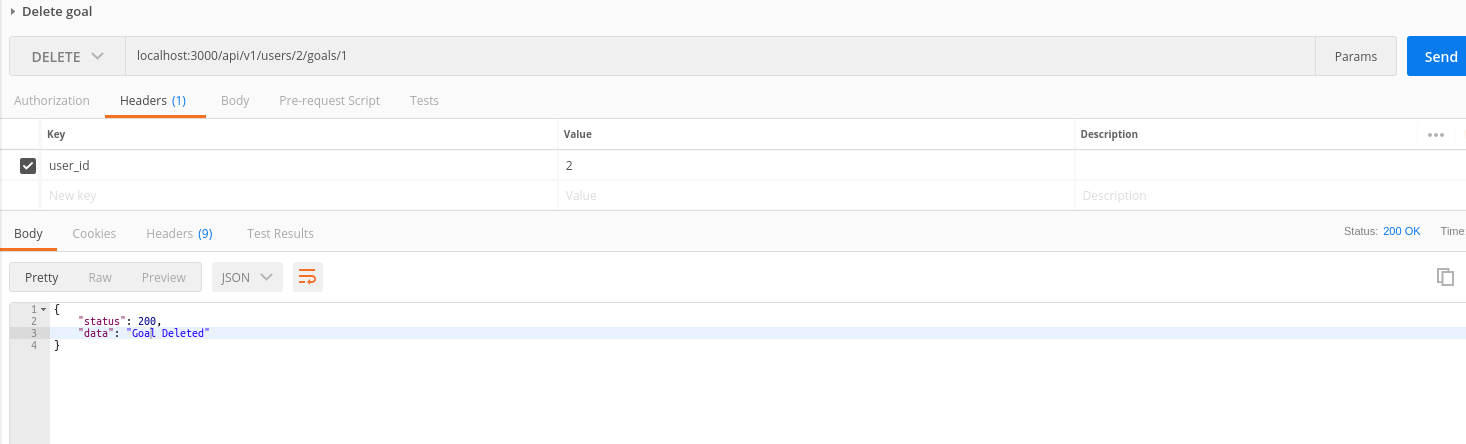 Delete goal
DELETE localhost:3000/api/v1/users/2/goals/1 Params Send
Authorization Headers (1) Body Pre-request Script Tests
Key Value Description
user_id 2
New key Value Description
Body Cookies Headers (9) Test Results Status: 200 OK Time:
Pretty Raw Preview JSON
1 {
2 "status": 200,
3 "data": "Goal Deleted"
4 }